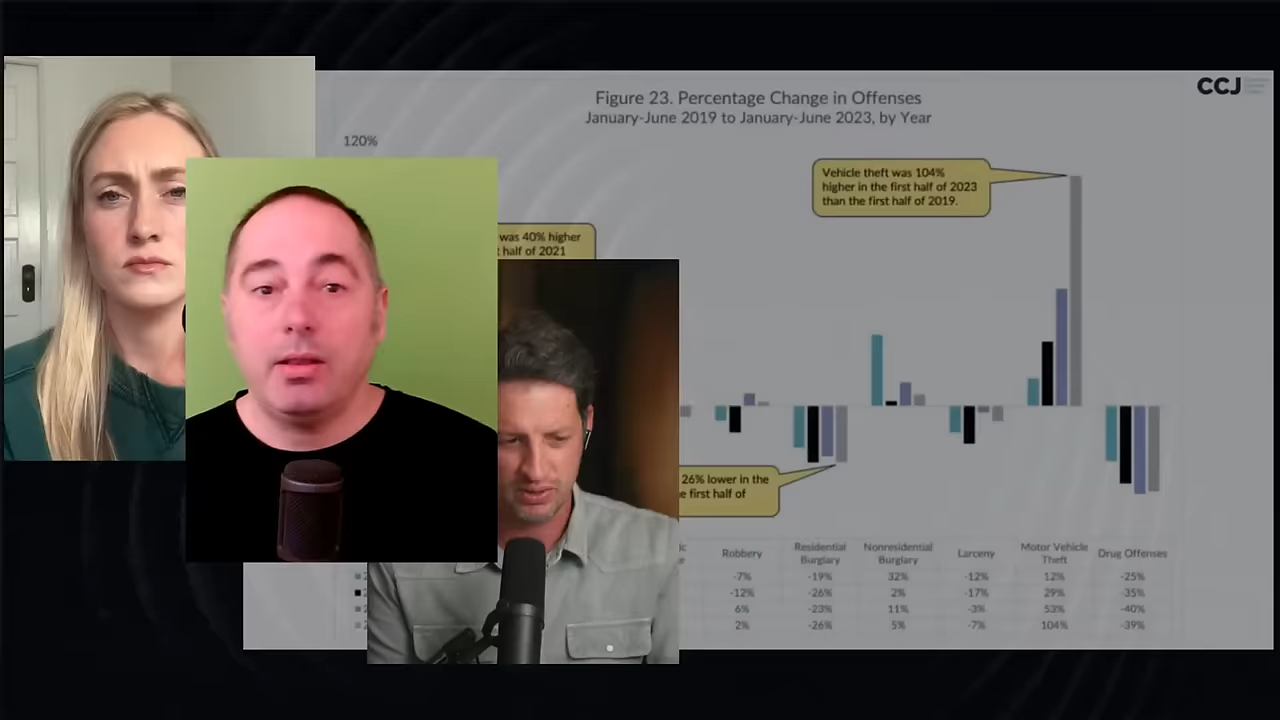 CCJ
Figure 23. Percentage Change in Offenses
January-June 2019 to January-June 2023, by Year
120%
Vehicle theft was 104%
higher in the first half of 2023
than the first half of 2019.
was 40% higher
half of 2021
26% lower in the
first half of
Robbery
Residential
Burglary
Nonresidential
Burglary
Larceny
Motor Vehicle
Theft
Drug Offenses
-7% -19% 32% -12% 12% -25%
-12% -26% 2% -17% 29% -35%
6% -23% 11% -3% 53% -40%
2% -26% 5% -7% 104% -39%